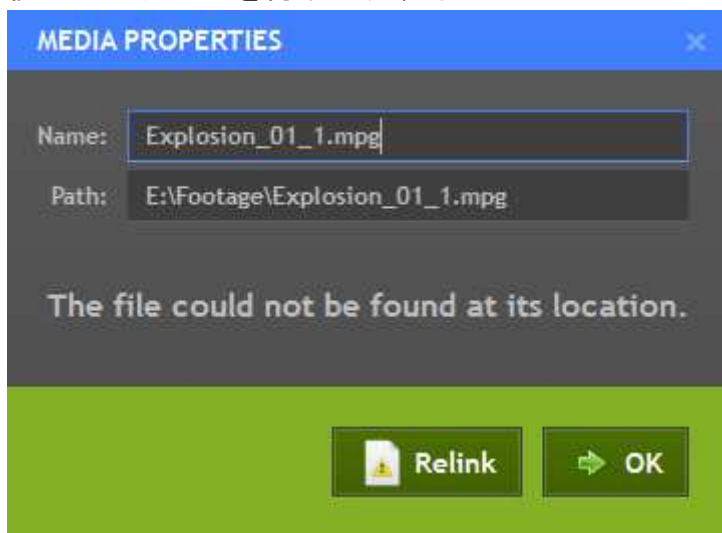 MEDIA PROPERTIES
Name: Explosion_01_1.mpg
Path: E:\Footage\Explosion_01_1.mpg
The file could not be found at its location.
Relink OK